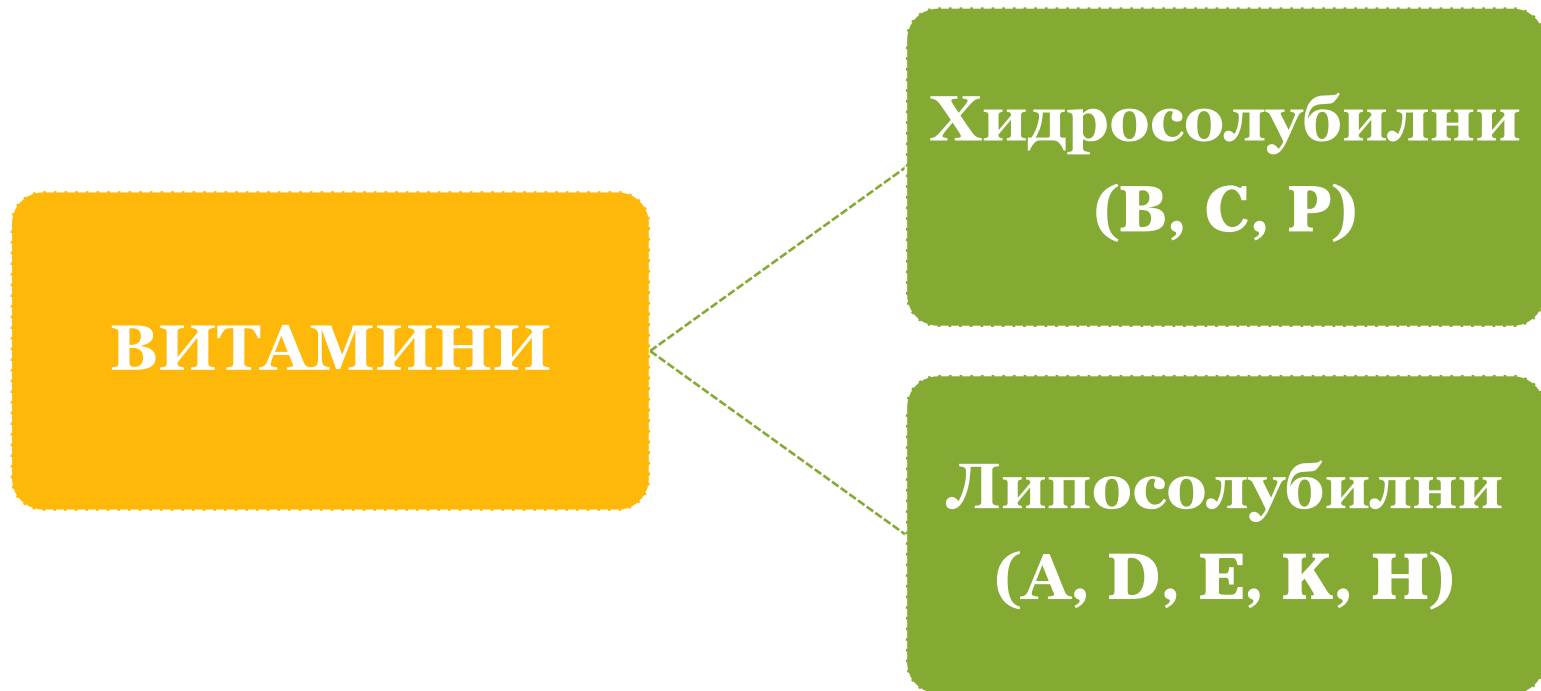 ВИТАМИНИ
Хидросолубилни
(B, C, P)
Липосолубилни
(A, D, E, K, H)